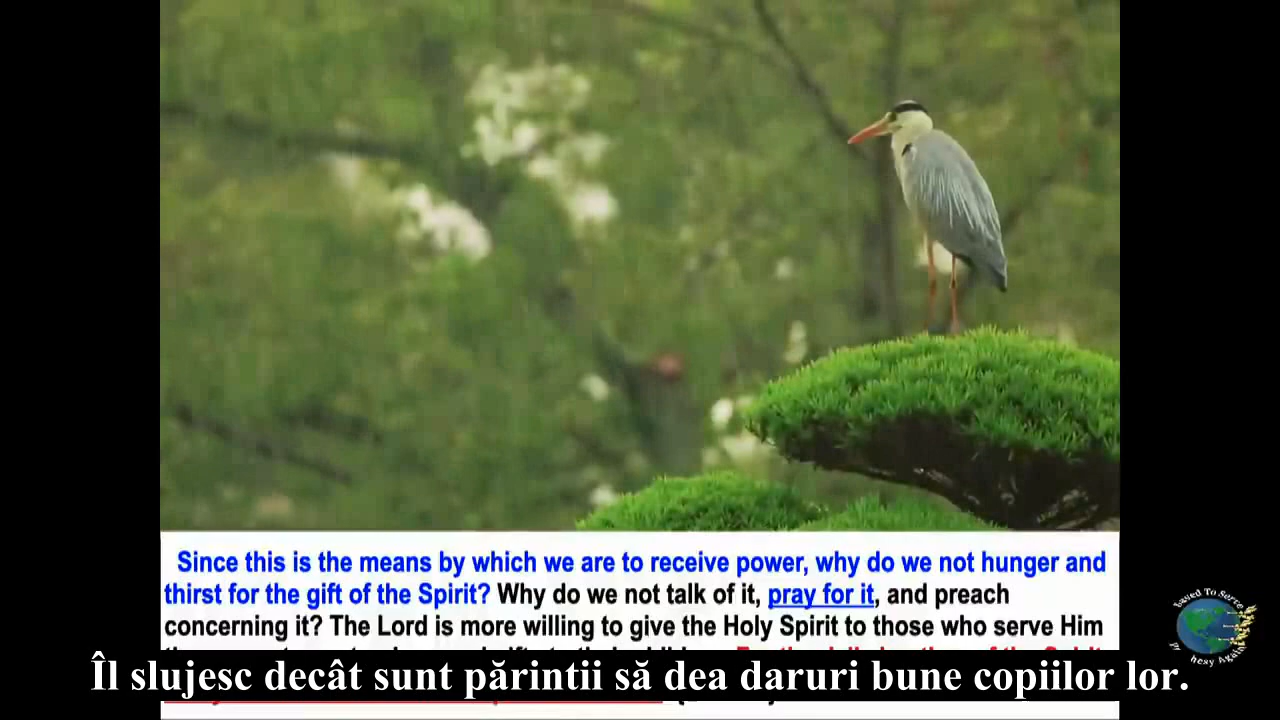 Since this is the means by which we are to receive power, why do we not hunger and
thirst for the gift of the Spirit? Why do we not talk of it, pray for it, and preach
concerning it? The Lord is more willing to give the Holy Spirit to those who serve Him
Îl slujesc decât sunt părintii să dea daruri bune copiilor lor.